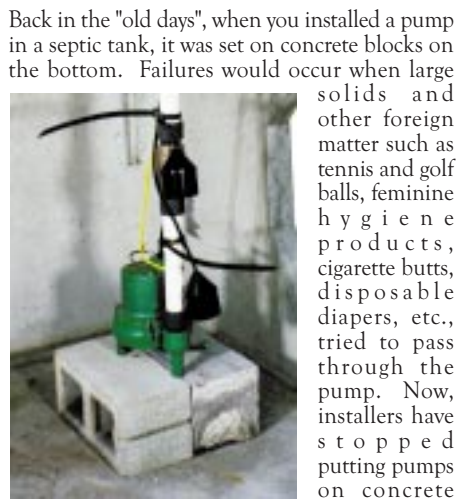 Back in the "old days", when you installed a pump
in a septic tank, it was set on concrete blocks on
the bottom. Failures would occur when large
solids and
other foreign
matter such as
tennis and golf
balls, feminine
hygiene
products,
cigarette butts,
disposable
diapers, etc.,
tried to pass
through the
pump. Now,
installers have
stopped
putting pumps
on concrete